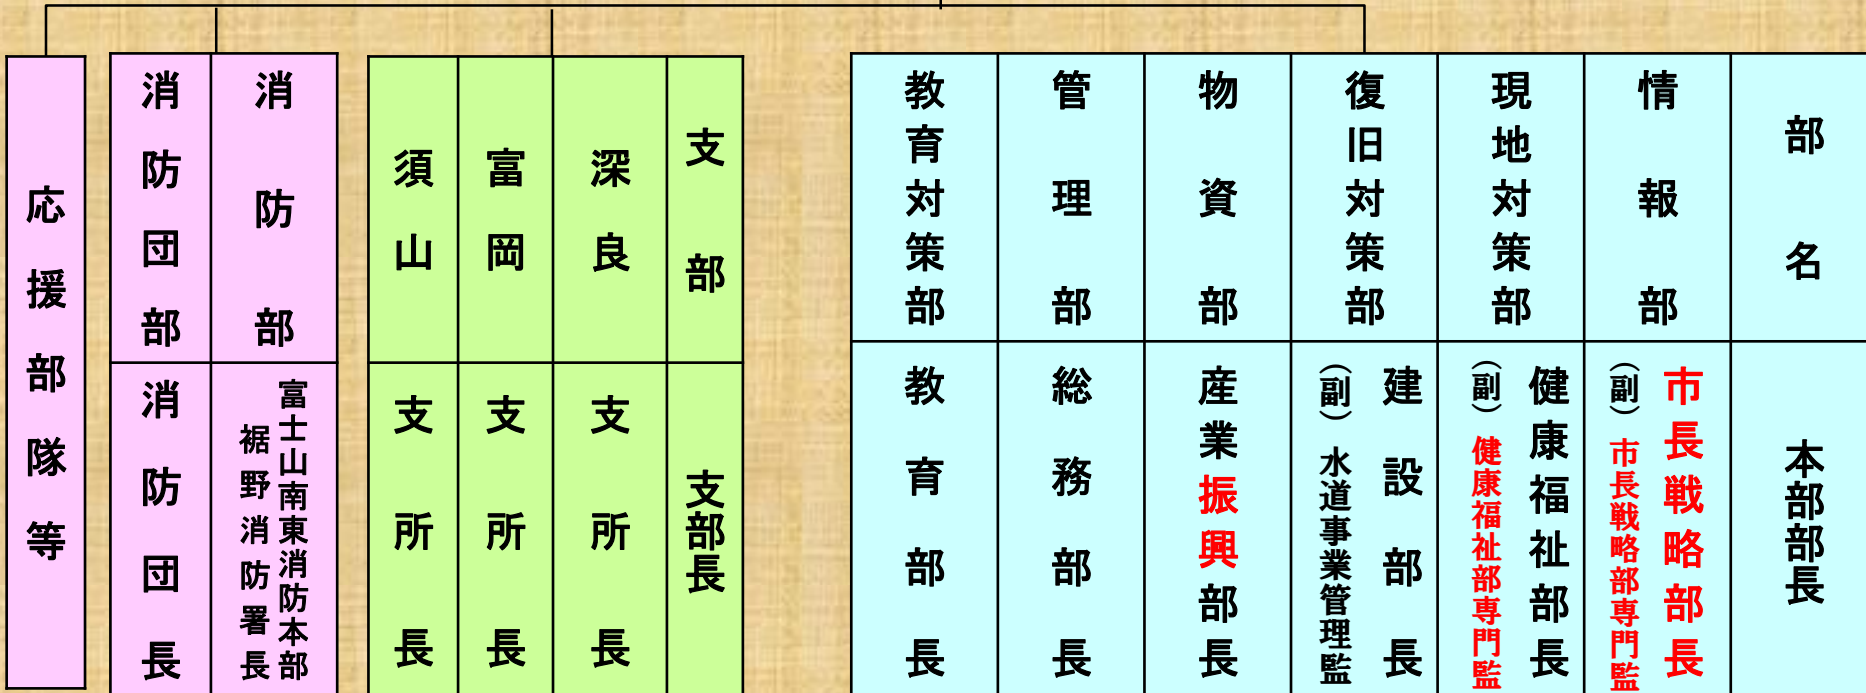 部名
本部部長
情報部
市長戦略部長
（副）市長戦略部専門監
現地対策部
健康福祉部長
（副）健康福祉部専門監
復旧対策部
建設部長
（副）水道事業管理監
物資部
産業振興部長
管理部
総務部長
教育対策部
教育部長
支部
支部長
深良
支所長
富岡
支所長
須山
支所長
消防部
富士山南東消防本部
裾野消防署長
消防団部
消防団長
応援部隊等